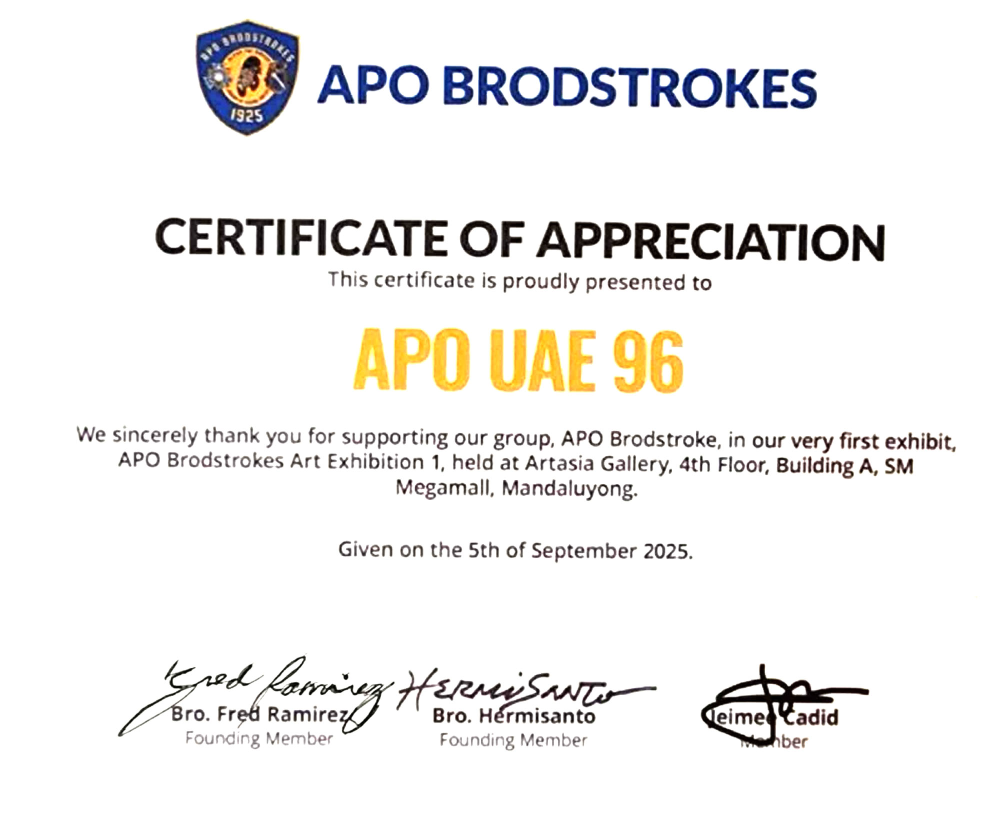 APO BRODSTROKES
1925
APO BRODSTROKES
CERTIFICATE OF APPRECIATION
This certificate is proudly presented to
APO UAE 96
We sincerely thank you for supporting our group, APO Brodstroke, in our very first exhibit,
APO Brodstrokes Art Exhibition 1, held at Artasia Gallery, 4th Floor, Building A, SM
Megamall, Mandaluyong.
Given on the 5th of September 2025.
Fred Ramirez HERMiSANTo
Bro. Fred Ramirez Bro. Hermisanto Cadid
Founding Member Founding Member Member